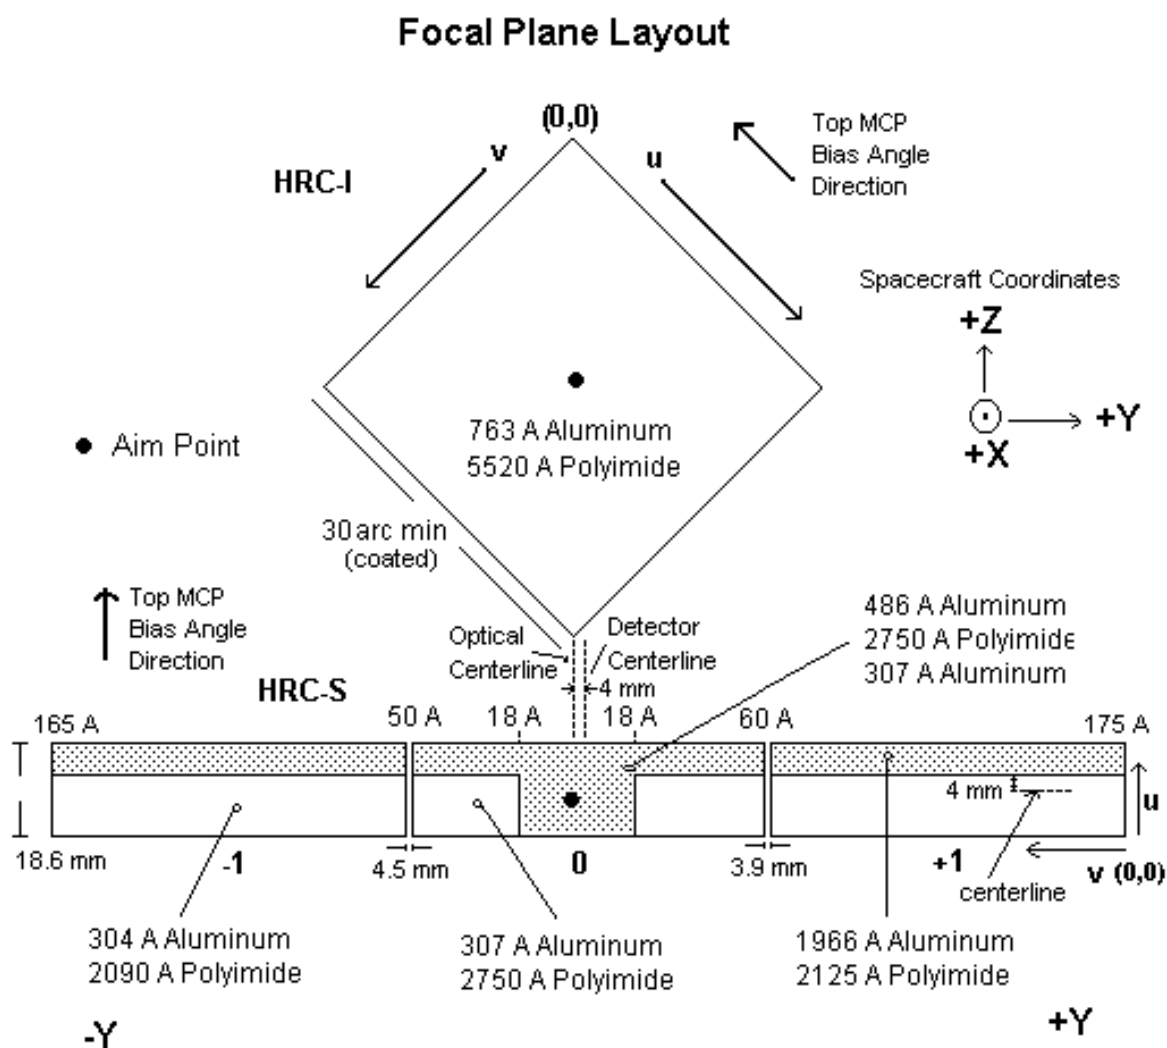 Focal Plane Layout
(0,0)
v
u
HRC-I
Top MCP
Bias Angle
Direction
Spacecraft Coordinates
+Z
+Y
+X
763 A Aluminum
5520 A Polyimide
Aim Point
30 arc min
(coated)
Top MCP
Bias Angle
Direction
Optical
Centerline
Detector
Centerline
4 mm
486 A Aluminum
2750 A Polyimide
307 A Aluminum
HRC-S
165 A
50 A
18 A
18 A
60 A
175 A
4 mm
u
18.6 mm
-1
4.5 mm
0
3.9 mm
+1
v (0,0)
centerline
304 A Aluminum
2090 A Polyimide
307 A Aluminum
2750 A Polyimide
1966 A Aluminum
2125 A Polyimide
-Y
+Y